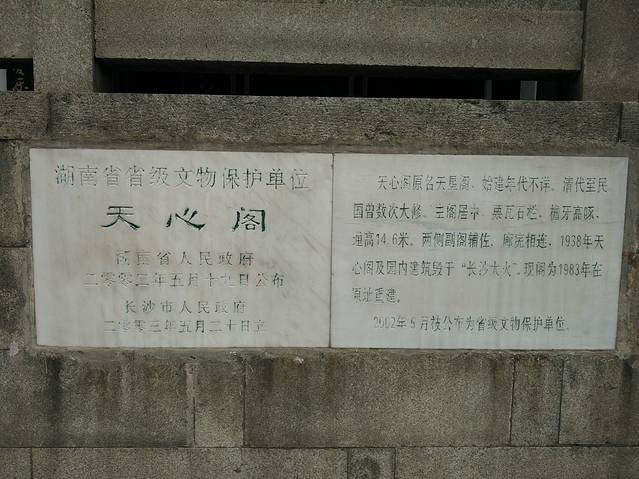 湖南省省级文物保护单位
天心阁
湖南省人民政府
二零零二年五月十九日公布
长沙市人民政府
二零零三年五月二十日立
天心阁原名天星阁，始建年代不详，清代至民
国曾数次大修，主阁居中，栗瓦石栏，檐牙高啄，
通高14.6米，两侧副阁辅佐，廊宪相连，1938年天
心阁及园内建筑毁于“长沙大火”，现阁为1983年在
原址重建。
2002年5月被公布为省级文物保护单位.